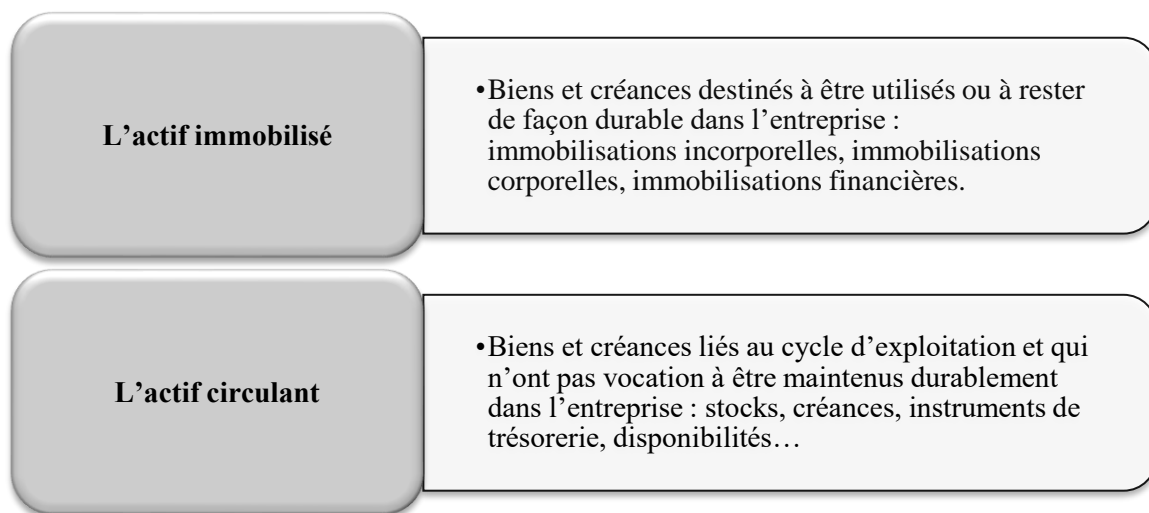 L’actif immobilisé
•Biens et créances destinés à être utilisés ou à rester
de façon durable dans l’entreprise :
immobilisations incorporelles, immobilisations
corporelles, immobilisations financières.
L’actif circulant
•Biens et créances liés au cycle d’exploitation et qui
n’ont pas vocation à être maintenus durablement
dans l’entreprise : stocks, créances, instruments de
trésorerie, disponibilités…